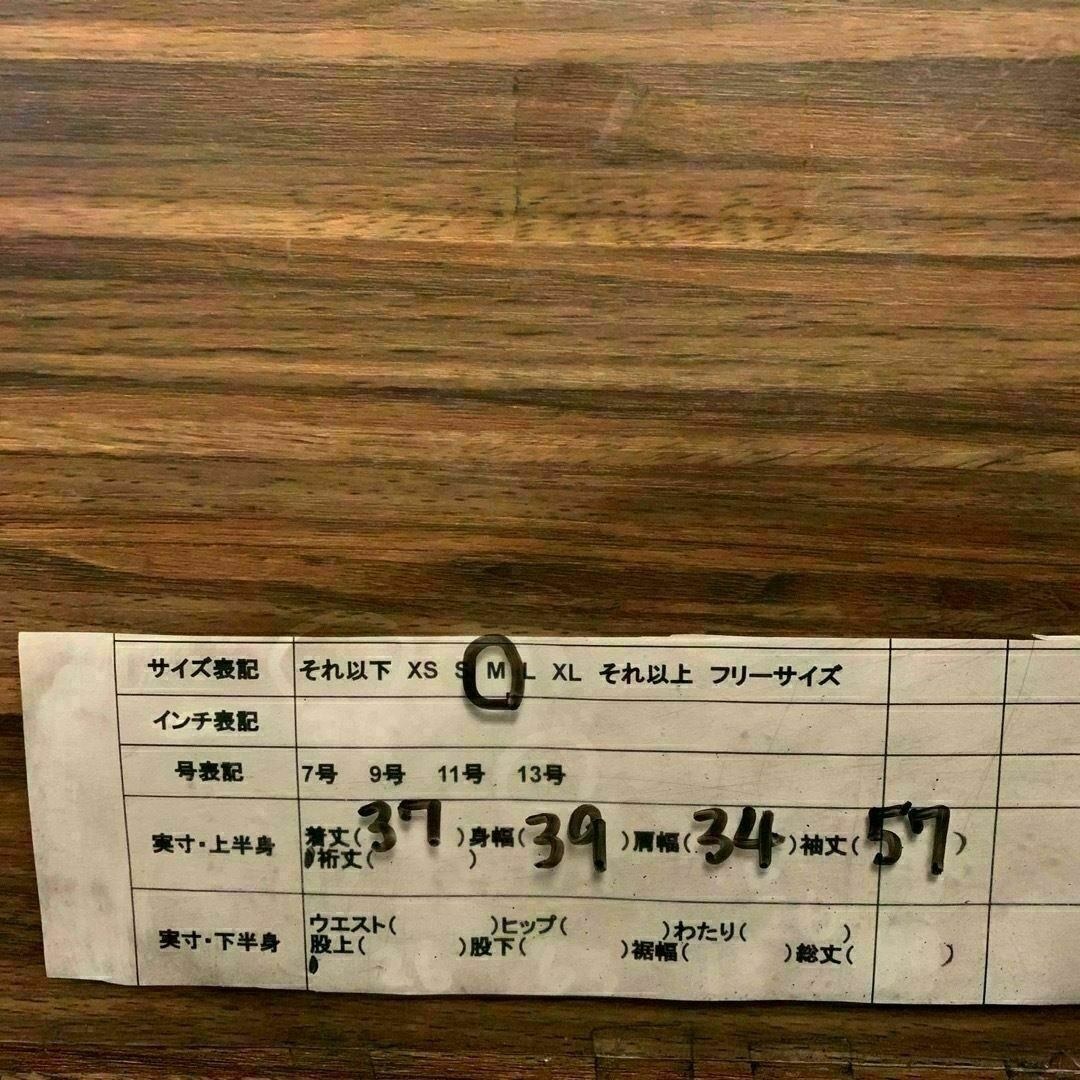 サイズ表記 それ以下 XS S M L XL それ以上 フリーサイズ
インチ表記
号表記 7号 9号 11号 13号
実寸・上半身 着丈(37)身幅(39)肩幅(34)袖丈(57)
裄丈( )
実寸・下半身 ウエスト( )ヒップ( )わたり( )
股上( )股下( )裾幅( )総丈( )